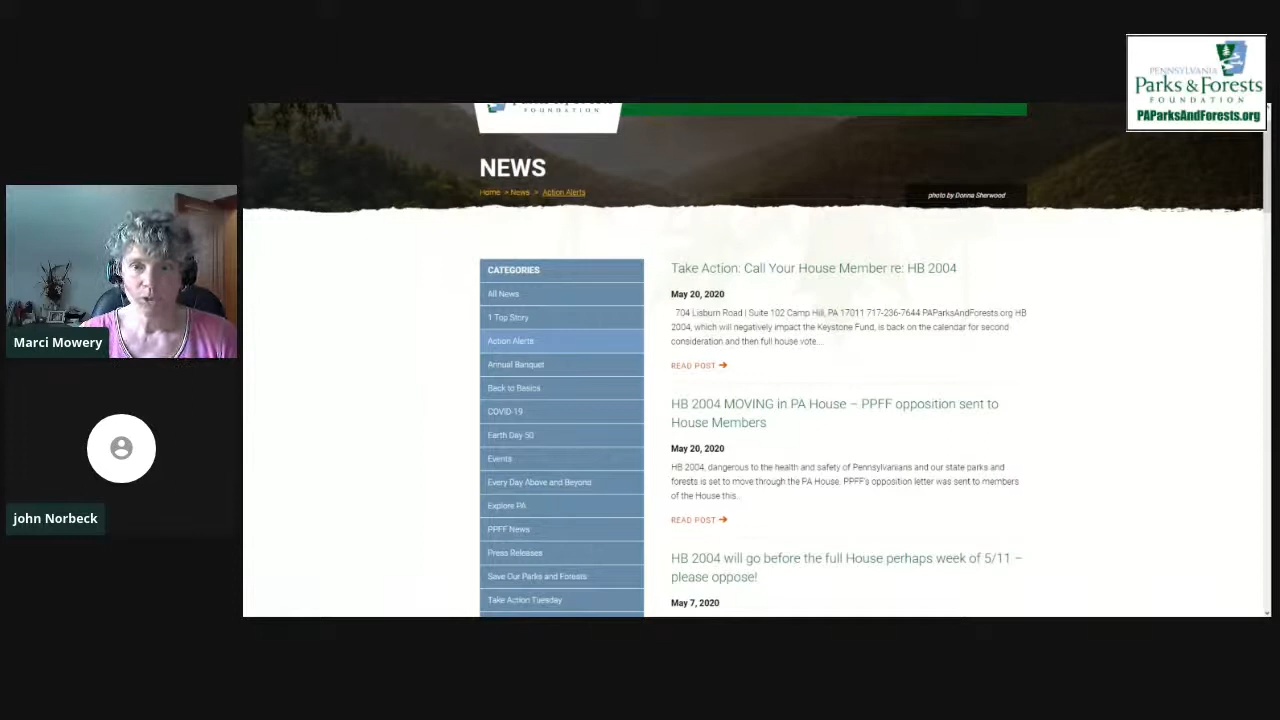 PENNSYLVANIA
Parks & Forests
FOUNDATION
PAParksAndForests.org
FOUNDATION
NEWS
Home > News > Action Alerts
photo by Donna Sherwood
Marci Mowery
john Norbeck
CATEGORIES
All News
1 Top Story
Action Alerts
Annual Banquet
Back to Basics
COVID-19
Earth Day 50
Events
Every Day Above and Beyond
Explore PA
PPFF News
Press Releases
Save Our Parks and Forests
Take Action Tuesday
Take Action: Call Your House Member re: HB 2004
May 20, 2020
704 Lisburn Road | Suite 102 Camp Hill, PA 17011 717-236-7644 PAParksAndForests.org HB
2004, which will negatively impact the Keystone Fund, is back on the calendar for second
consideration and then full house vote....
READ POST →
HB 2004 MOVING in PA House – PPFF opposition sent to
House Members
May 20, 2020
HB 2004, dangerous to the health and safety of Pennsylvanians and our state parks and
forests is set to move through the PA House. PPFF's opposition letter was sent to members
of the House this...
READ POST →
HB 2004 will go before the full House perhaps week of 5/11 –
please oppose!
May 7, 2020